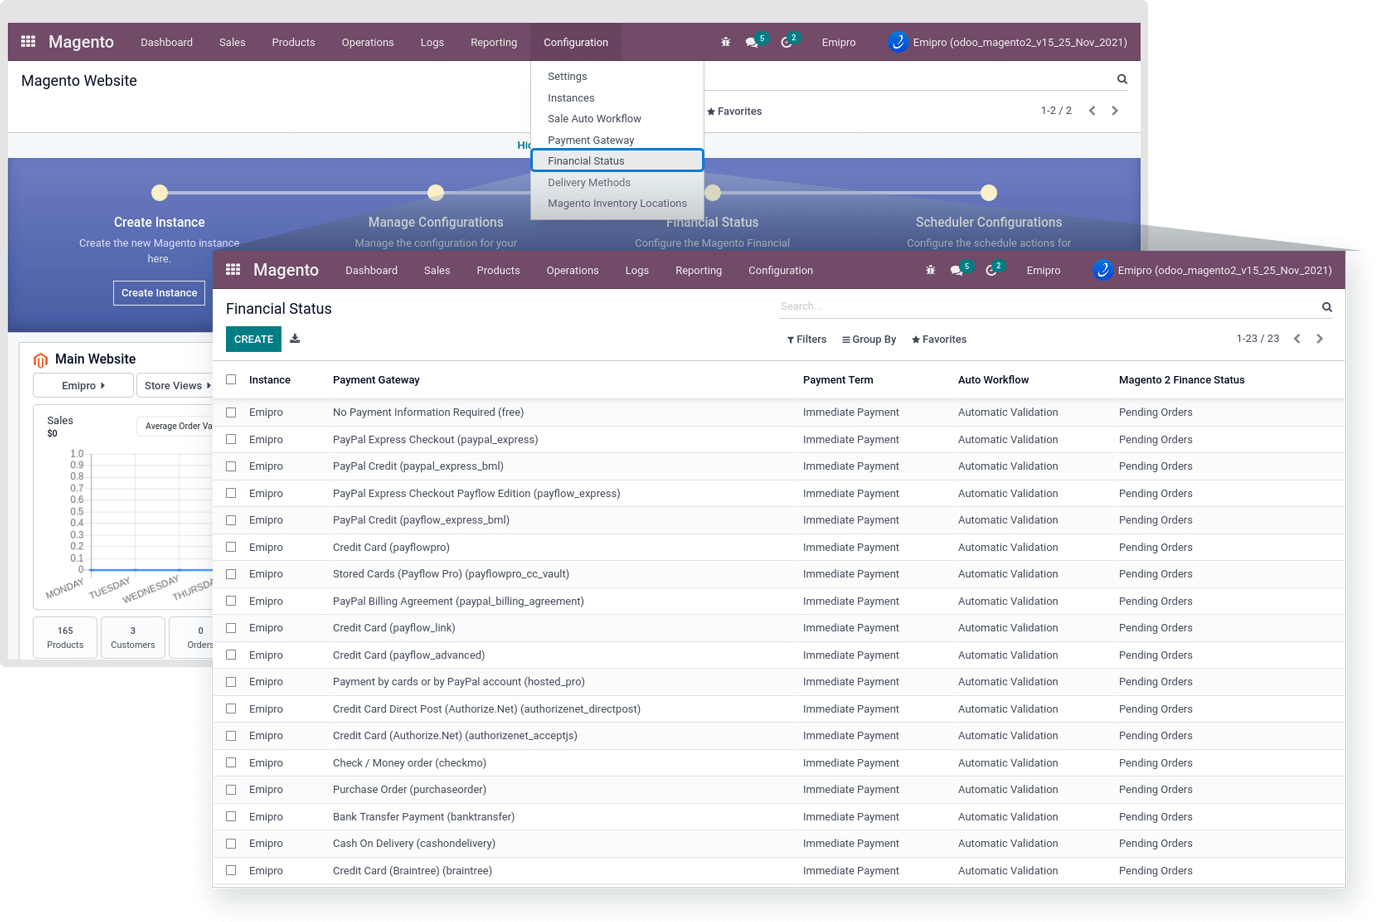 Magento Dashboard Sales Products Operations Logs Reporting Configuration 5 2 Emipro Emipro (odoo_magento2_v15_25_Nov_2021)
Magento Website
Settings
Instances
Sale Auto Workflow
Payment Gateway
Financial Status
Delivery Methods
Magento Inventory Locations
Favorites 1-2 / 2
Create Instance
Create the new Magento instance
here.
Create Instance
Manage Configurations
Manage the configuration for your
Financial Status
Configure the Magento Financial
Scheduler Configurations
Configure the schedule actions for
Main Website
Emipro Store Views
Sales
$0
Average Order Va
1.0
0.9
0.8
0.7
0.6
0.5
0.4
0.3
0.2
0.1
0
MONDAY TUESDAY WEDNESDAY
165 3 0
Products Customers Orders
Magento Dashboard Sales Products Operations Logs Reporting Configuration 5 2 Emipro Emipro (odoo_magento2_v15_25_Nov_2021)
Financial Status Search...
CREATE Filters Group By Favorites 1-23 / 23
Instance Payment Gateway Payment Term Auto Workflow Magento 2 Finance Status
Emipro No Payment Information Required (free) Immediate Payment Automatic Validation Pending Orders
Emipro PayPal Express Checkout (paypal_express) Immediate Payment Automatic Validation Pending Orders
Emipro PayPal Credit (paypal_express_bml) Immediate Payment Automatic Validation Pending Orders
Emipro PayPal Express Checkout Payflow Edition (payflow_express) Immediate Payment Automatic Validation Pending Orders
Emipro PayPal Credit (payflow_express_bml) Immediate Payment Automatic Validation Pending Orders
Emipro Credit Card (payflowpro) Immediate Payment Automatic Validation Pending Orders
Emipro Stored Cards (Payflow Pro) (payflowpro_cc_vault) Immediate Payment Automatic Validation Pending Orders
Emipro PayPal Billing Agreement (paypal_billing_agreement) Immediate Payment Automatic Validation Pending Orders
Emipro Credit Card (payflow_link) Immediate Payment Automatic Validation Pending Orders
Emipro Credit Card (payflow_advanced) Immediate Payment Automatic Validation Pending Orders
Emipro Payment by cards or by PayPal account (hosted_pro) Immediate Payment Automatic Validation Pending Orders
Emipro Credit Card Direct Post (Authorize.Net) (authorizenet_directpost) Immediate Payment Automatic Validation Pending Orders
Emipro Credit Card (Authorize.Net) (authorizenet_acceptjs) Immediate Payment Automatic Validation Pending Orders
Emipro Check / Money order (checkmo) Immediate Payment Automatic Validation Pending Orders
Emipro Purchase Order (purchaseorder) Immediate Payment Automatic Validation Pending Orders
Emipro Bank Transfer Payment (banktransfer) Immediate Payment Automatic Validation Pending Orders
Emipro Cash On Delivery (cashondelivery) Immediate Payment Automatic Validation Pending Orders
Emipro Credit Card (Braintree) (braintree) Immediate Payment Automatic Validation Pending Orders